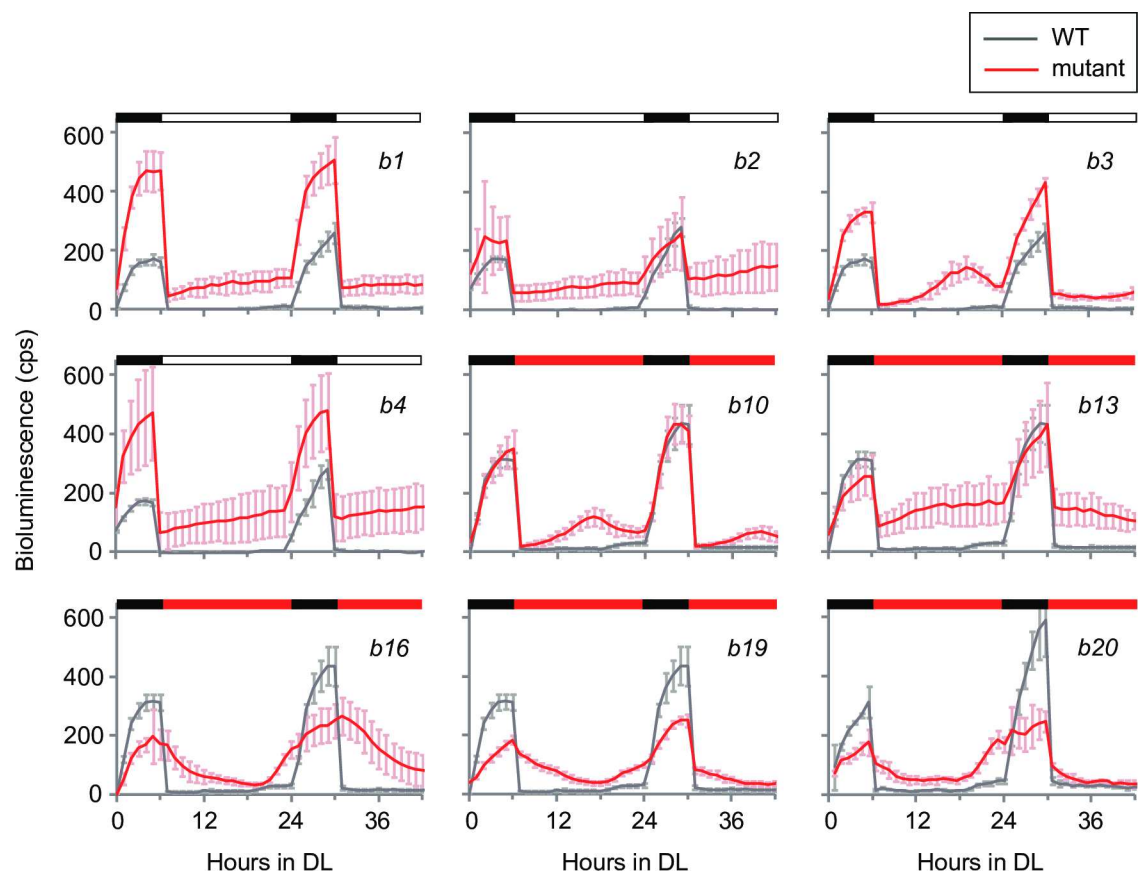 WT
mutant
Bioluminescence (cps)
600
400
200
0
b1
b2
b3
600
400
200
0
b4
b10
b13
600
400
200
0
b16
b19
b20
0 12 24 36
0 12 24 36
0 12 24 36
Hours in DL
Hours in DL
Hours in DL